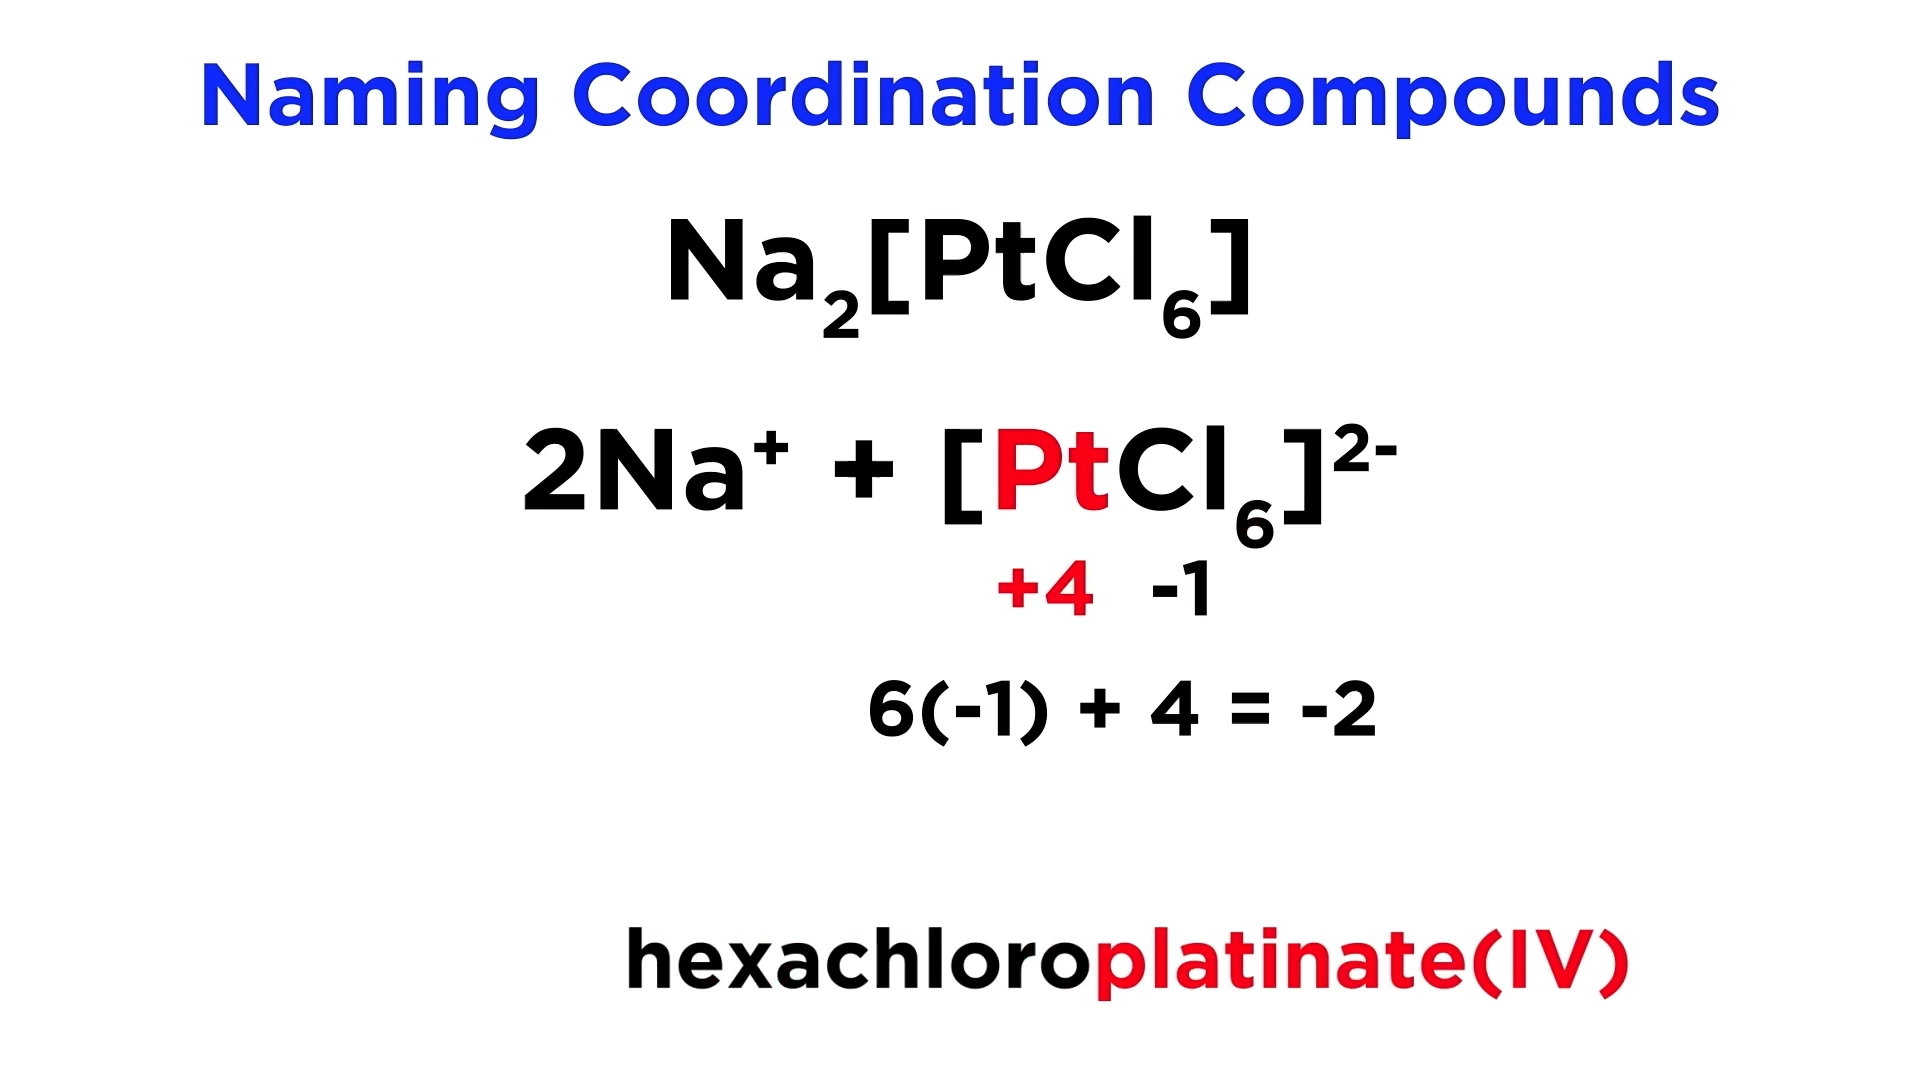 Naming Coordination Compounds
Na₂[PtCl₆]
2Na⁺ + [PtCl₆]²⁻
+4 -1
6(-1) + 4 = -2
hexachloroplatinate(IV)